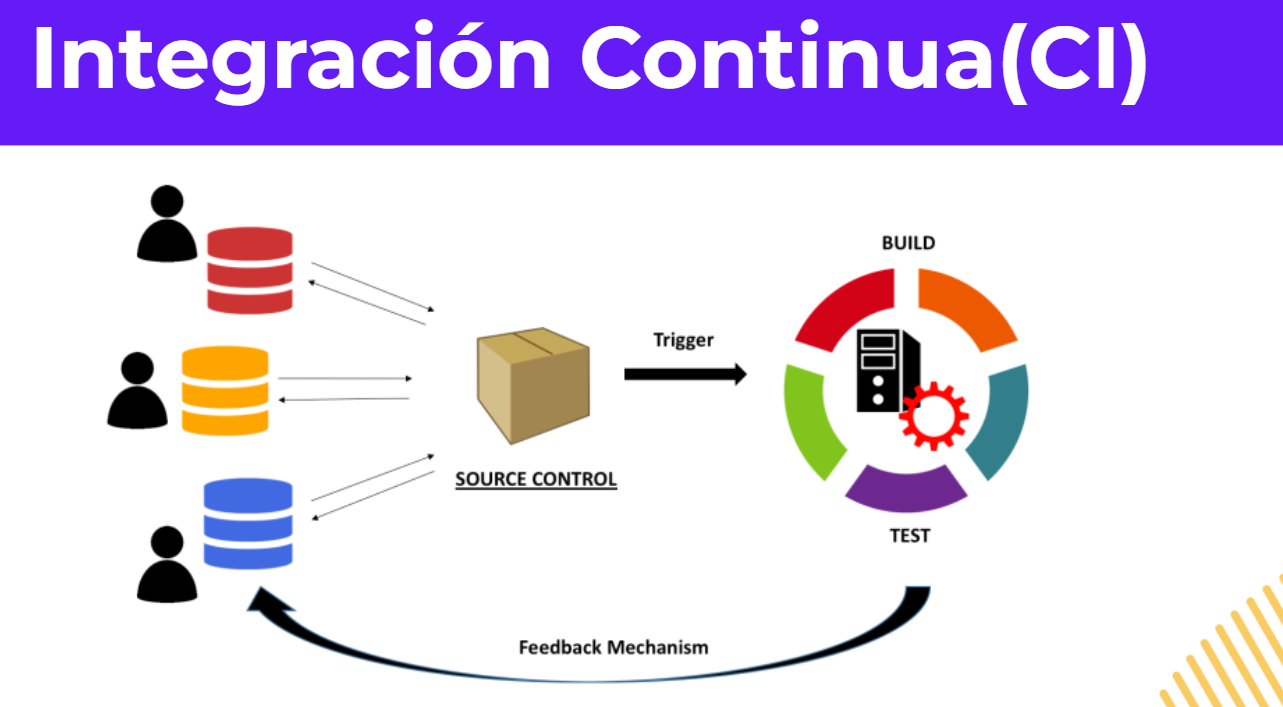 Integración Continua(CI)
BUILD
Trigger
SOURCE CONTROL
TEST
Feedback Mechanism